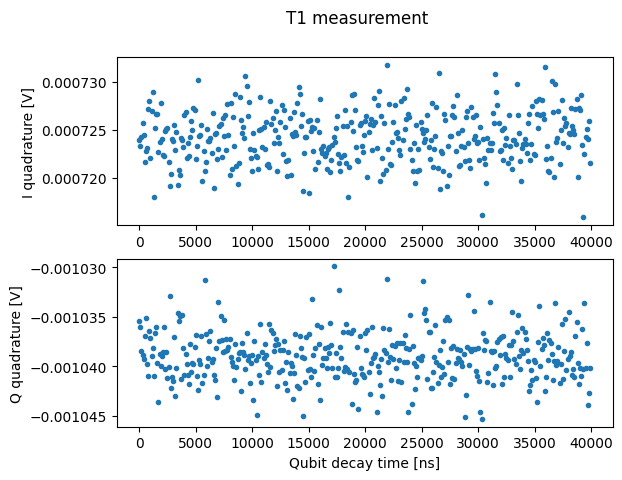 T1 measurement
I quadrature [V]
0.000730
0.000725
0.000720
0 5000 10000 15000 20000 25000 30000 35000 40000
Q quadrature [V]
−0.001030
−0.001035
−0.001040
−0.001045
0 5000 10000 15000 20000 25000 30000 35000 40000
Qubit decay time [ns]